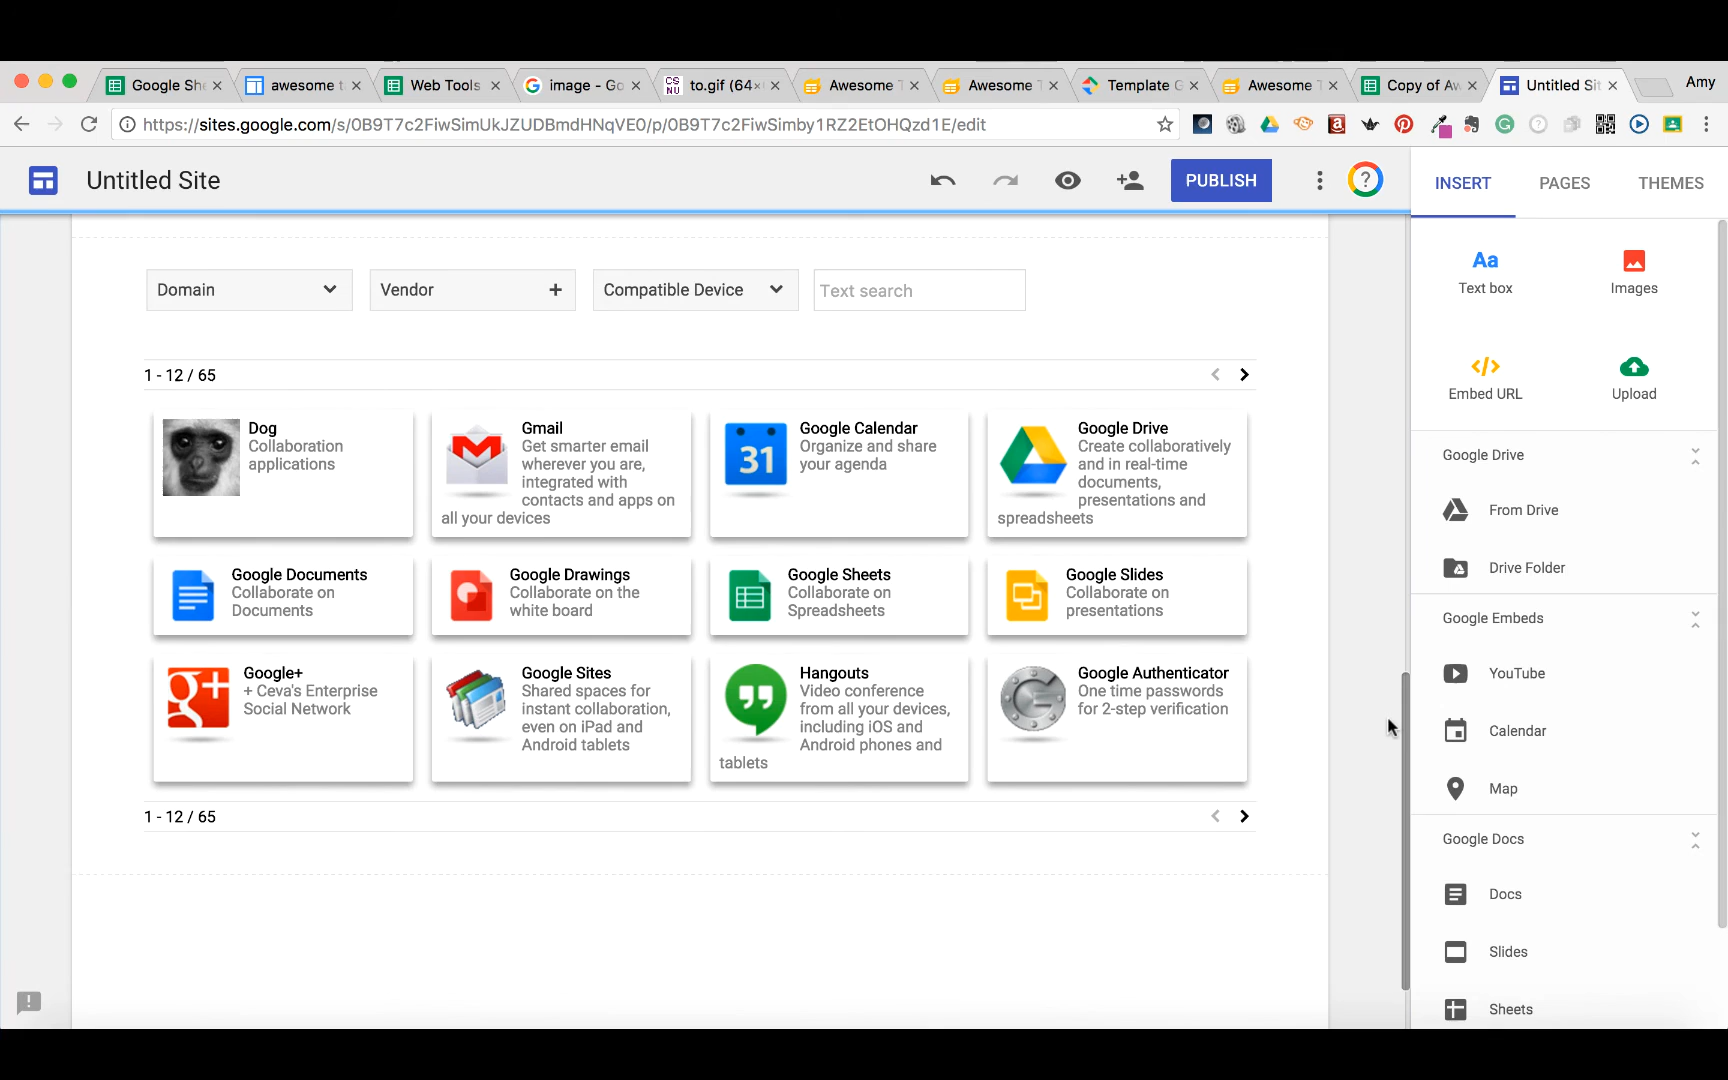 Google She
awesome t
Web Tools
image - Go
CS
NU
to.gif (64×
Awesome T
Awesome T
Template G
Awesome T
Copy of Aw
Untitled Sit
Amy
https://sites.google.com/s/0B9T7c2FiwSimUkJZUDBmdHNqVE0/p/0B9T7c2FiwSimby1RZ2EtOHQzd1E/edit
Untitled Site
PUBLISH
INSERT
PAGES
THEMES
Domain
Vendor
Compatible Device
Text search
1 - 12 / 65
Dog
Collaboration
applications
Gmail
Get smarter email
wherever you are,
integrated with
contacts and apps on
all your devices
31
Google Calendar
Organize and share
your agenda
Google Drive
Create collaboratively
and in real-time
documents,
presentations and
spreadsheets
Google Documents
Collaborate on
Documents
Google Drawings
Collaborate on the
white board
Google Sheets
Collaborate on
Spreadsheets
Google Slides
Collaborate on
presentations
g+
Google+
+ Ceva's Enterprise
Social Network
Google Sites
Shared spaces for
instant collaboration,
even on iPad and
Android tablets
Hangouts
Video conference
from all your devices,
including iOS and
Android phones and
tablets
Google Authenticator
One time passwords
for 2-step verification
1 - 12 / 65
Aa
Text box
Images
Embed URL
Upload
Google Drive
From Drive
Drive Folder
Google Embeds
YouTube
Calendar
Map
Google Docs
Docs
Slides
Sheets